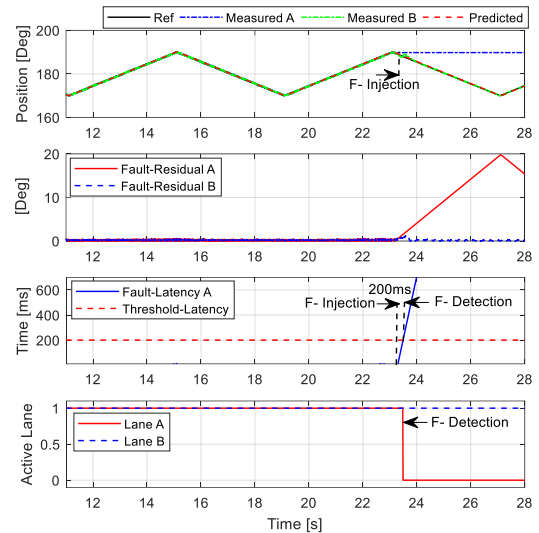 Ref Measured A Measured B Predicted
Position [Deg]
200
180
160
F- Injection
12 14 16 18 20 22 24 26 28
[Deg]
20
10
0
Fault-Residual A
Fault-Residual B
12 14 16 18 20 22 24 26 28
Time [ms]
600
400
200
Fault-Latency A
Threshold-Latency
200ms
F- Injection
F- Detection
12 14 16 18 20 22 24 26 28
Active Lane
1
0.5
0
Lane A
Lane B
F- Detection
12 14 16 18 20 22 24 26 28
Time [s]